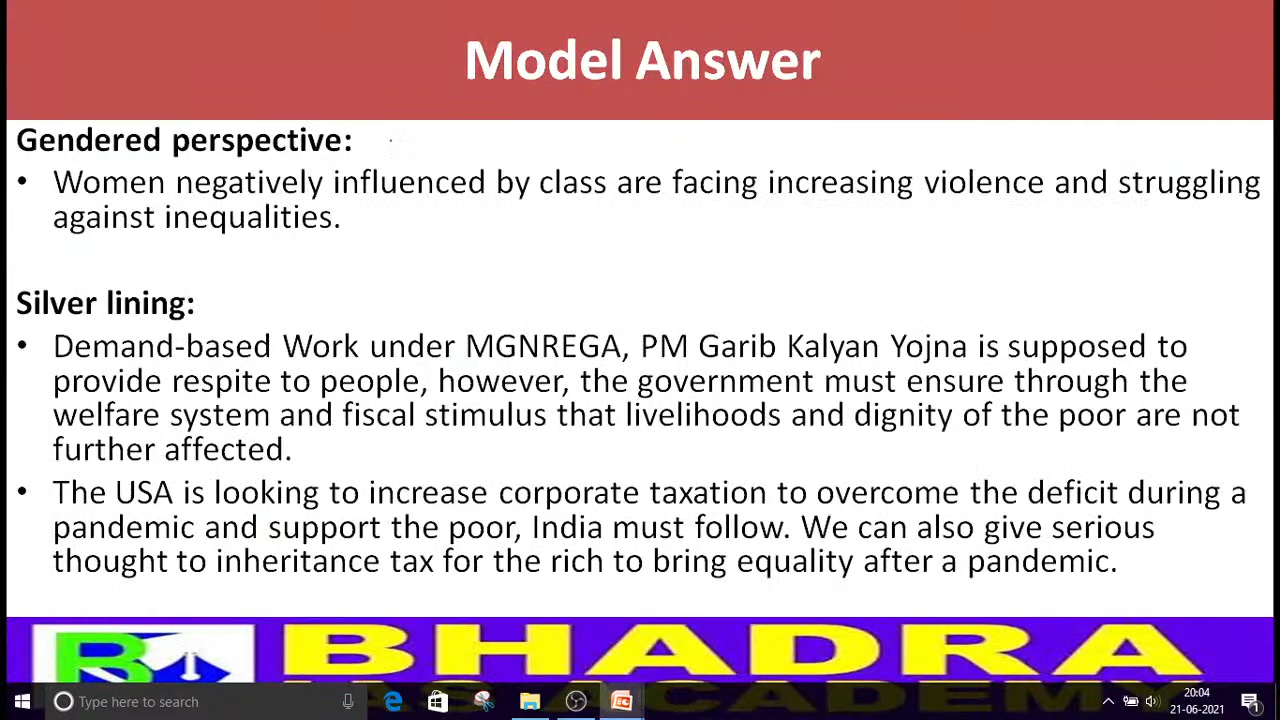 Model Answer
Gendered perspective:
• Women negatively influenced by class are facing increasing violence and struggling
against inequalities.
Silver lining:
• Demand-based Work under MGNREGA, PM Garib Kalyan Yojna is supposed to
provide respite to people, however, the government must ensure through the
welfare system and fiscal stimulus that livelihoods and dignity of the poor are not
further affected.
• The USA is looking to increase corporate taxation to overcome the deficit during a
pandemic and support the poor, India must follow. We can also give serious
thought to inheritance tax for the rich to bring equality after a pandemic.
BHADRA
ACADEMY
Type here to search
20:04
21-06-2021